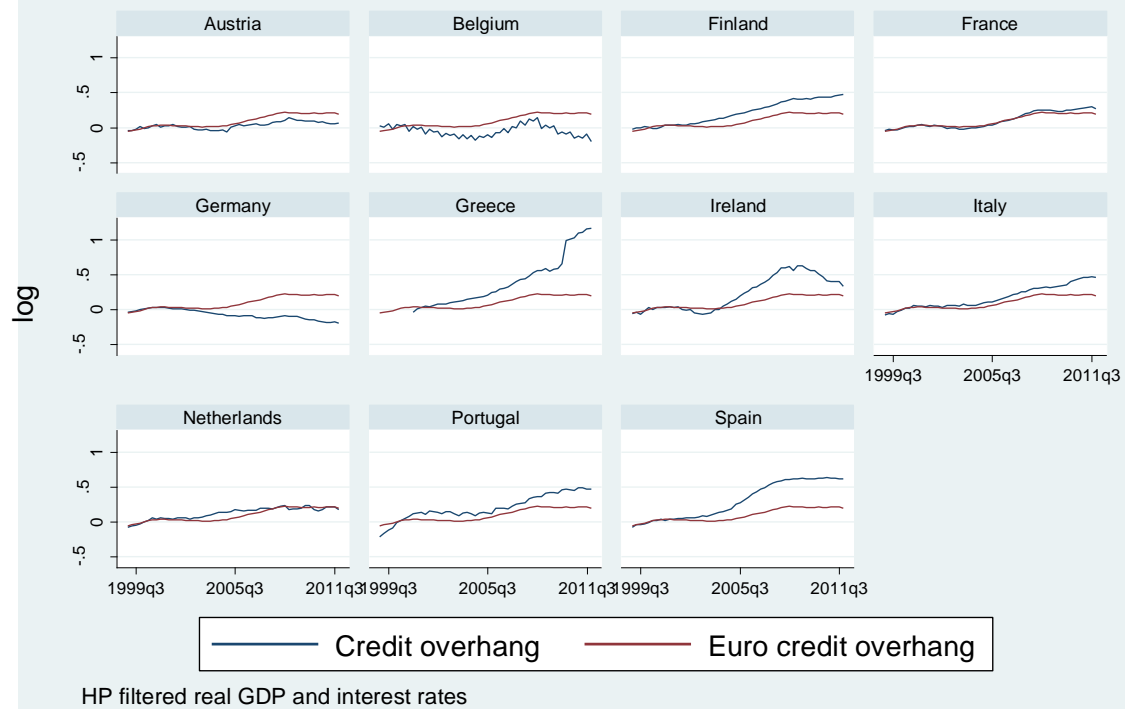 Austria Belgium Finland France
1
.5
0
-.5
Germany Greece Ireland Italy
1
.5
0
-.5
log
1999q3 2005q3 2011q3
Netherlands Portugal Spain
1
.5
0
-.5
1999q3 2005q3 2011q3 1999q3 2005q3 2011q3 1999q3 2005q3 2011q3
Credit overhang Euro credit overhang
HP filtered real GDP and interest rates